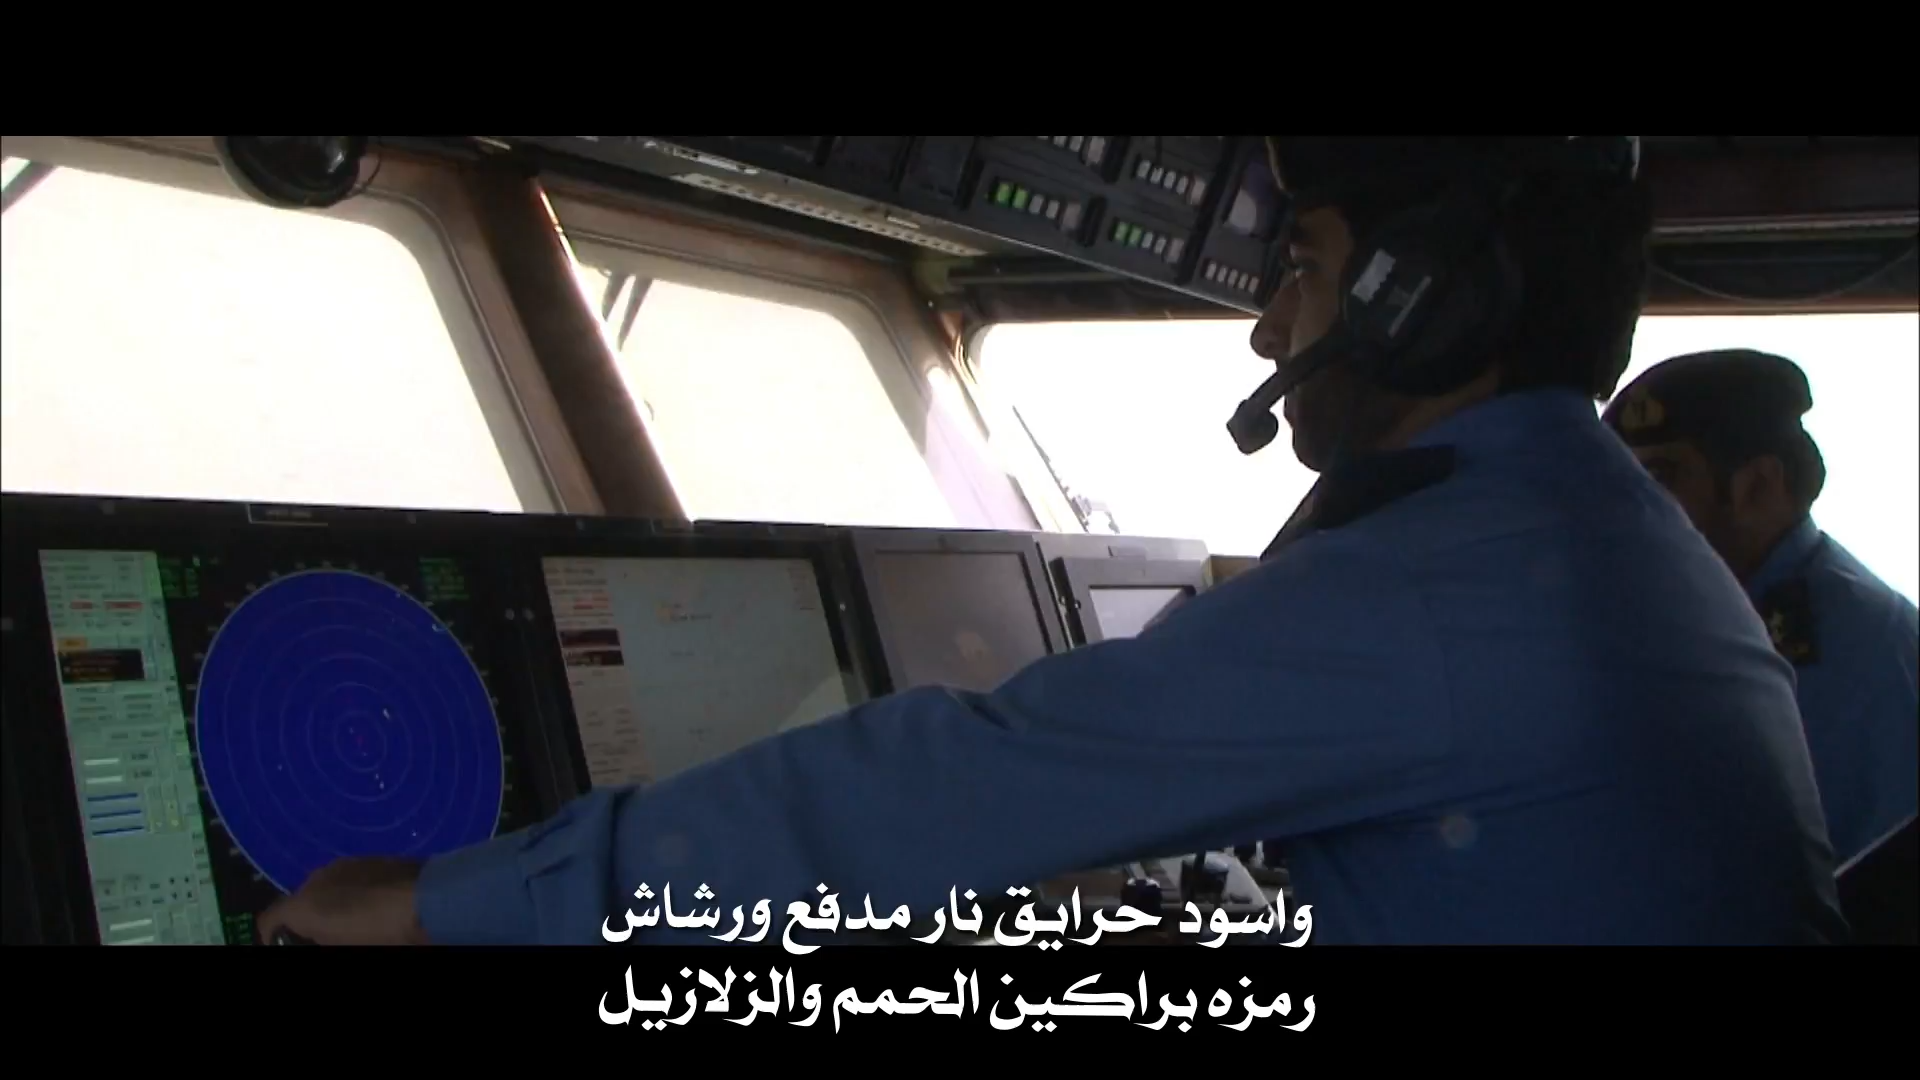 واسود حرايق نار مدفع ورشاش
رمزه براكين الحمم والزلازيل